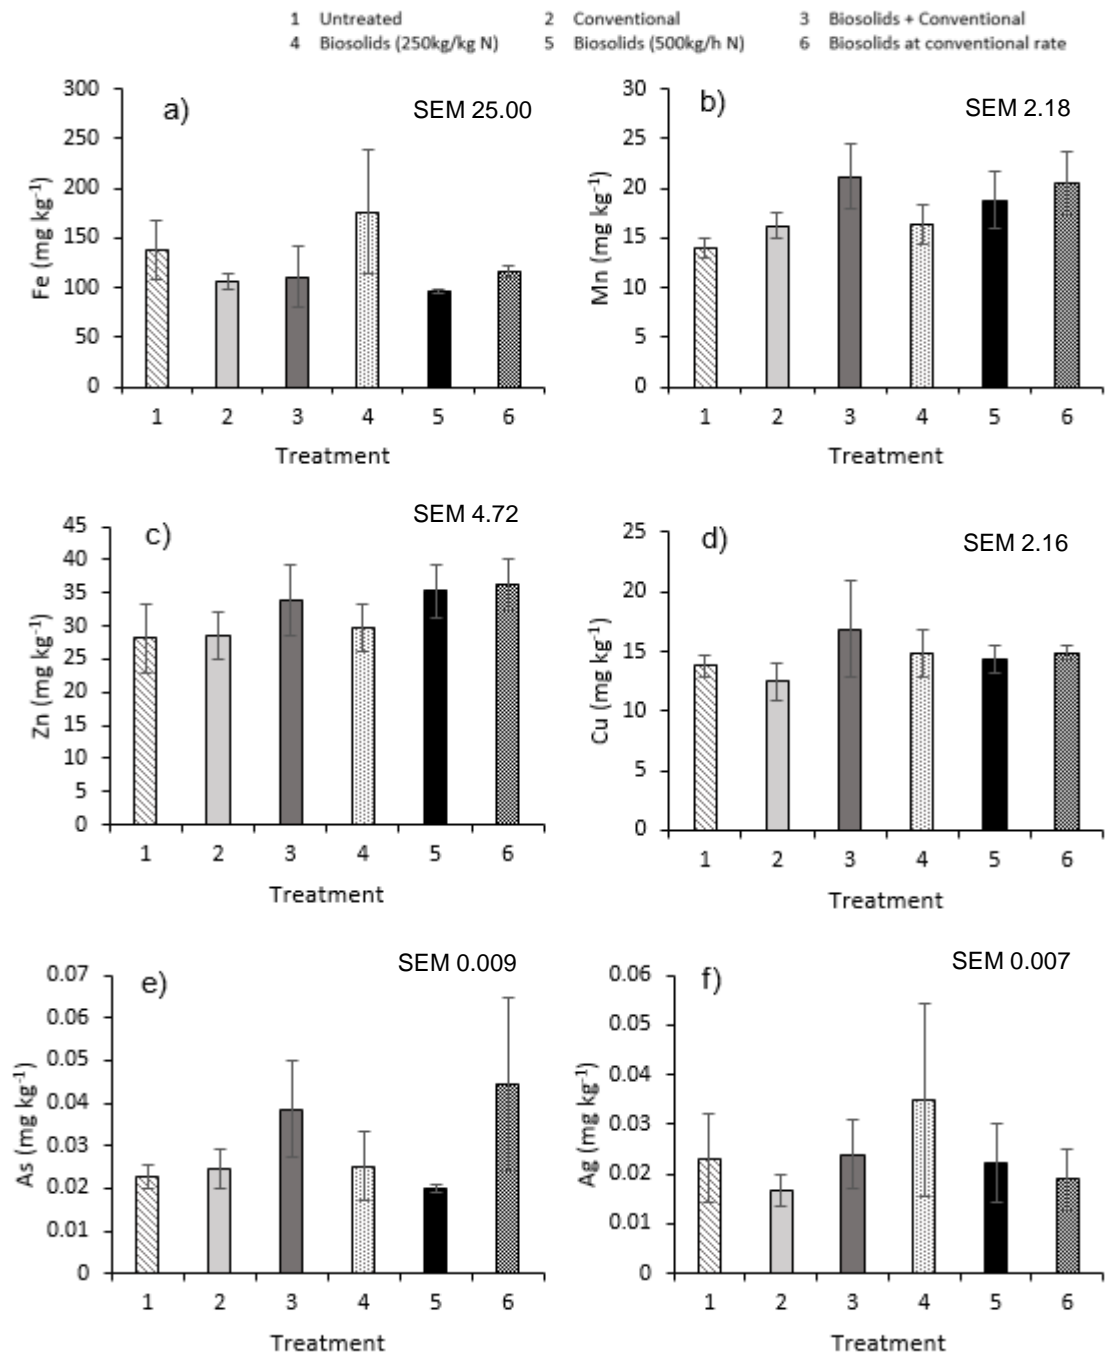 1 Untreated 2 Conventional 3 Biosolids + Conventional
4 Biosolids (250kg/kg N) 5 Biosolids (500kg/h N) 6 Biosolids at conventional rate
a)
SEM 25.00
Fe (mg kg⁻¹)
300
250
200
150
100
50
0
1 2 3 4 5 6
Treatment
b)
SEM 2.18
Mn (mg kg⁻¹)
30
25
20
15
10
5
0
1 2 3 4 5 6
Treatment
c)
SEM 4.72
Zn (mg kg⁻¹)
45
40
35
30
25
20
15
10
5
0
1 2 3 4 5 6
Treatment
d)
SEM 2.16
Cu (mg kg⁻¹)
25
20
15
10
5
0
1 2 3 4 5 6
Treatment
e)
SEM 0.009
As (mg kg⁻¹)
0.07
0.06
0.05
0.04
0.03
0.02
0.01
0
1 2 3 4 5 6
Treatment
f)
SEM 0.007
Ag (mg kg⁻¹)
0.06
0.05
0.04
0.03
0.02
0.01
0
1 2 3 4 5 6
Treatment